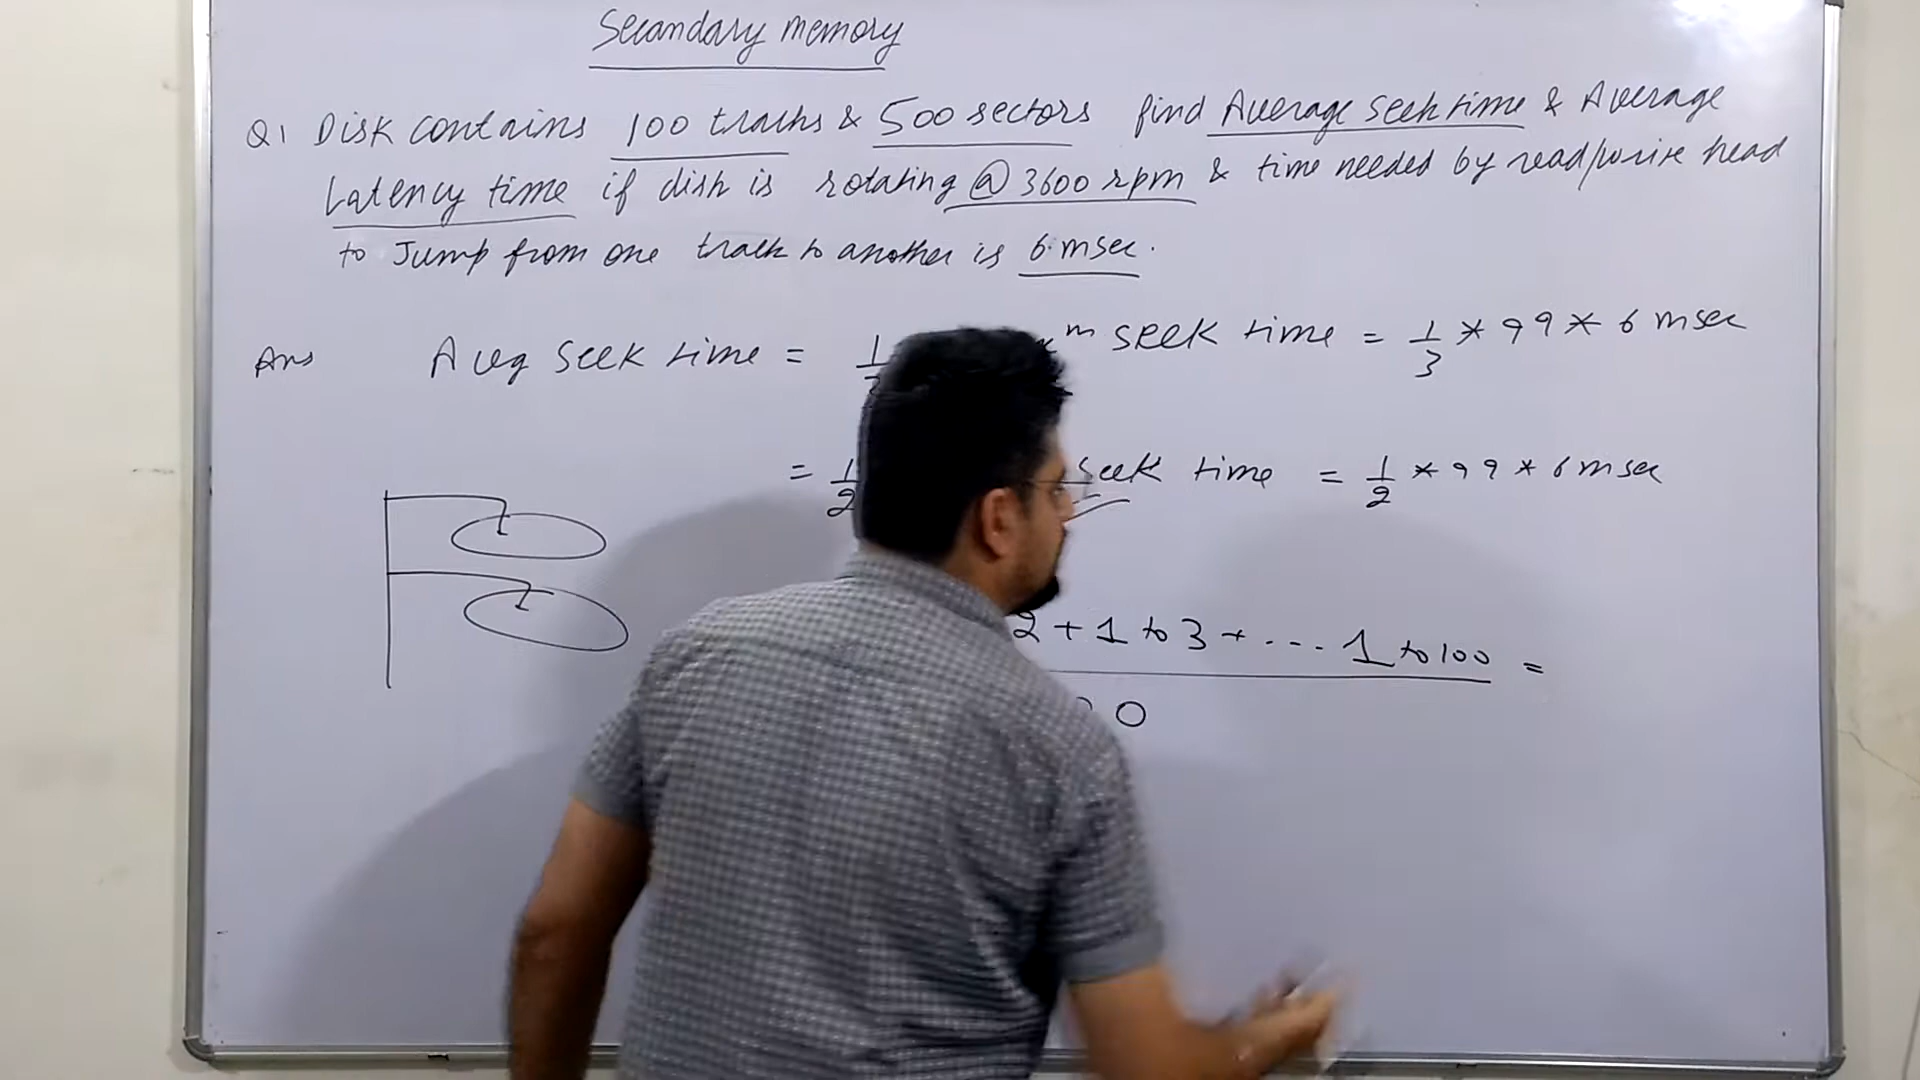 Secondary memory
Q1 Disk contains 100 tracks & 500 sectors find Average seek time & Average
Latency time if disk is rotating @ 3600 rpm & time needed by read/write head
to Jump from one track to another is 6 msec.
Ans Avg seek time = 1 m seek time = 1/3 * 99 * 6 msec
= 1/2 seek time = 1/2 * 99 * 6 msec
2 + 1 to 3 + --- 1 to 100 =
0